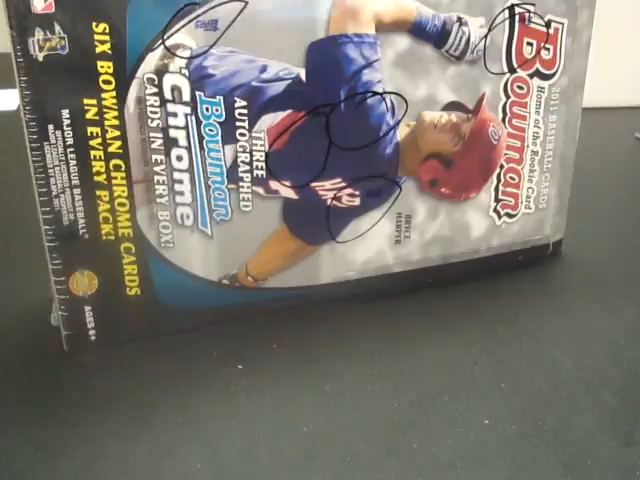 2011 BASEBALL CARDS
Home of the Rookie Card
Bowman
BRYCE
HARPER
THREE
AUTOGRAPHED
Bowman
Chrome
CARDS IN EVERY BOX!
TOPPS
SIX BOWMAN CHROME CARDS
IN EVERY PACK!
MAJOR LEAGUE BASEBALL
AGES 6+